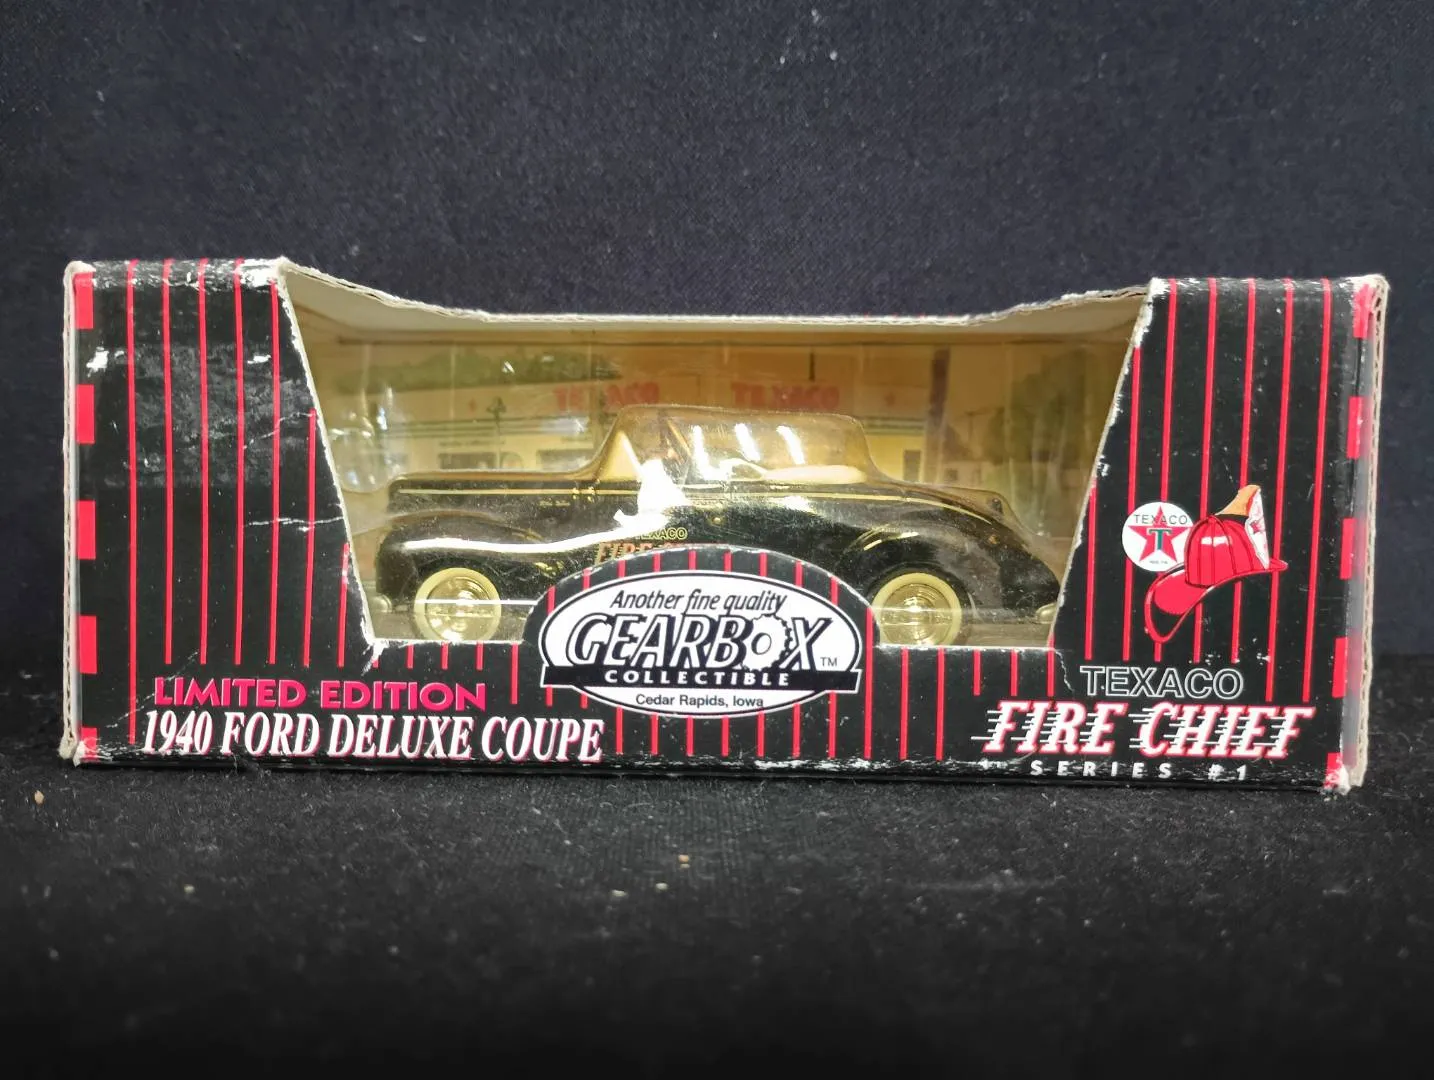 TEXACO
TEXACO
TEXACO
T
TEXACO
Another fine quality
GEARBOX TM
COLLECTIBLE
Cedar Rapids, Iowa
LIMITED EDITION
1940 FORD DELUXE COUPE
TEXACO
FIRE CHIEF
SERIES #1